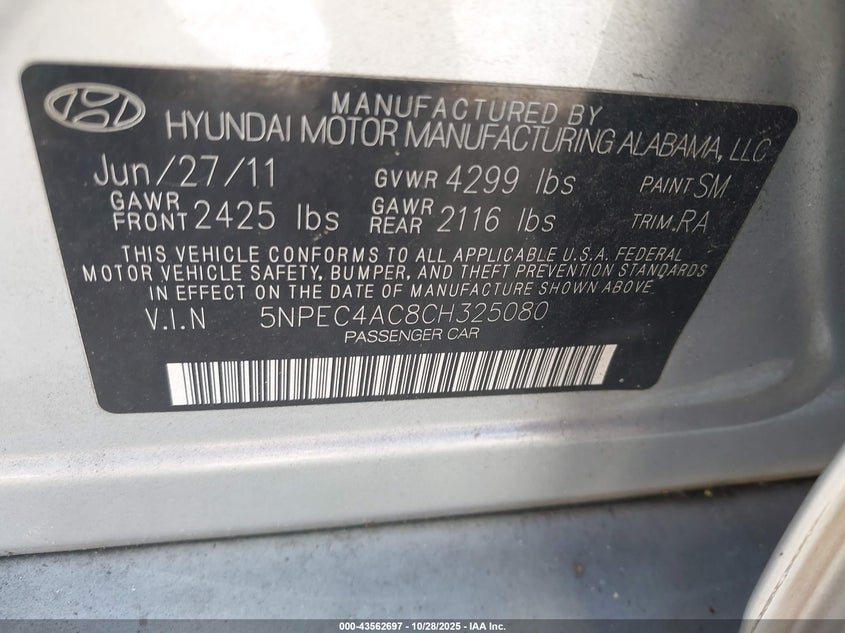 MANUFACTURED BY
HYUNDAI MOTOR MANUFACTURING ALABAMA, LLC
Jun/27/11 GVWR 4299 lbs PAINT SM
GAWR FRONT 2425 lbs GAWR REAR 2116 lbs TRIM RA
THIS VEHICLE CONFORMS TO ALL APPLICABLE U.S.A. FEDERAL
MOTOR VEHICLE SAFETY, BUMPER, AND THEFT PREVENTION STANDARDS
IN EFFECT ON THE DATE OF MANUFACTURE SHOWN ABOVE.
V.I.N 5NPEC4AC8CH325080
PASSENGER CAR
000-43562697 | 10/28/2025 | IAA Inc.